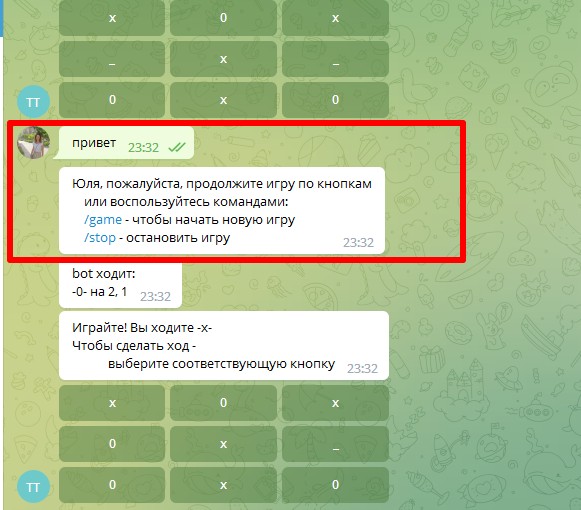 x 0 x
_ x _
0 x 0
TT
привет 23:32
Юля, пожалуйста, продолжите игру по кнопкам
или воспользуйтесь командами:
/game - чтобы начать новую игру
/stop - остановить игру 23:32
bot ходит:
-0- на 2, 1 23:32
Играйте! Вы ходите -x-
Чтобы сделать ход -
выберите соответствующую кнопку 23:32
x 0 x
0 x _
0 x 0
TT